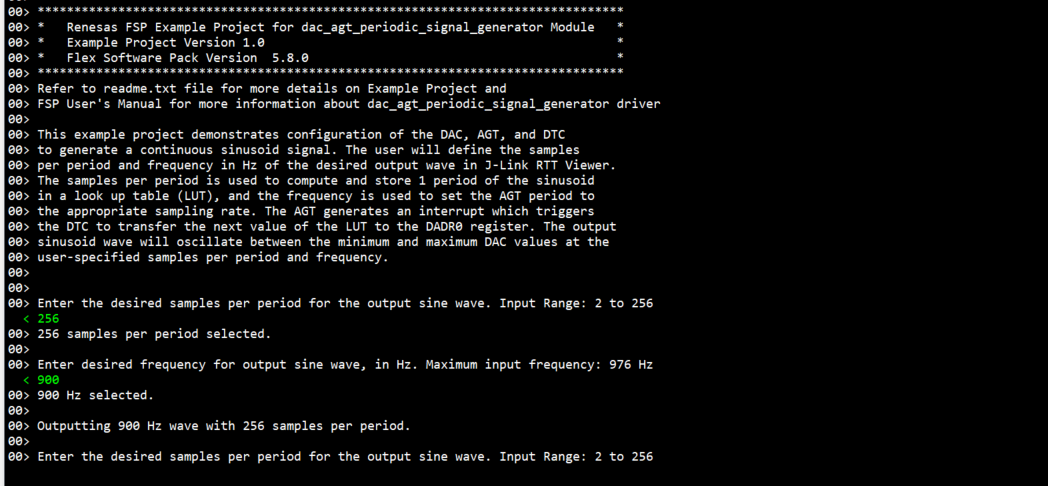 00> ********************************************************************************
00> *   Renesas FSP Example Project for dac_agt_periodic_signal_generator Module   *
00> *   Example Project Version 1.0                                                *
00> *   Flex Software Pack Version  5.8.0                                          *
00> ********************************************************************************
00> Refer to readme.txt file for more details on Example Project and
00> FSP User's Manual for more information about dac_agt_periodic_signal_generator driver
00>
00> This example project demonstrates configuration of the DAC, AGT, and DTC
00> to generate a continuous sinusoid signal. The user will define the samples
00> per period and frequency in Hz of the desired output wave in J-Link RTT Viewer.
00> The samples per period is used to compute and store 1 period of the sinusoid
00> in a look up table (LUT), and the frequency is used to set the AGT period to
00> the appropriate sampling rate. The AGT generates an interrupt which triggers
00> the DTC to transfer the next value of the LUT to the DADR0 register. The output
00> sinusoid wave will oscillate between the minimum and maximum DAC values at the
00> user-specified samples per period and frequency.
00>
00>
00> Enter the desired samples per period for the output sine wave. Input Range: 2 to 256
< 256
00> 256 samples per period selected.
00>
00> Enter desired frequency for output sine wave, in Hz. Maximum input frequency: 976 Hz
< 900
00> 900 Hz selected.
00>
00> Outputting 900 Hz wave with 256 samples per period.
00>
00> Enter the desired samples per period for the output sine wave. Input Range: 2 to 256